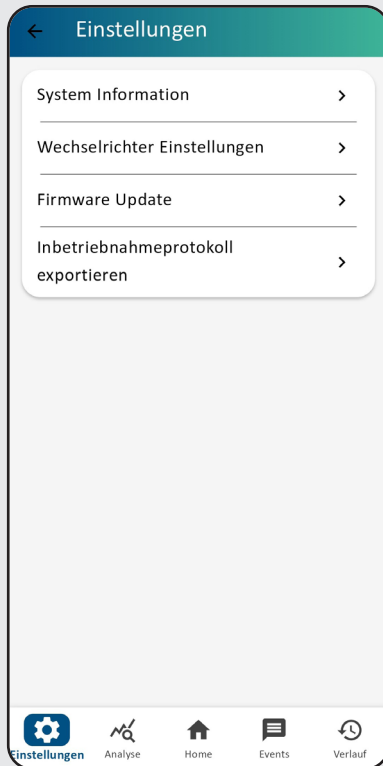 Einstellungen
System Information
Wechselrichter Einstellungen
Firmware Update
Inbetriebnahmeprotokoll
exportieren
Einstellungen
Analyse
Home
Events
Verlauf